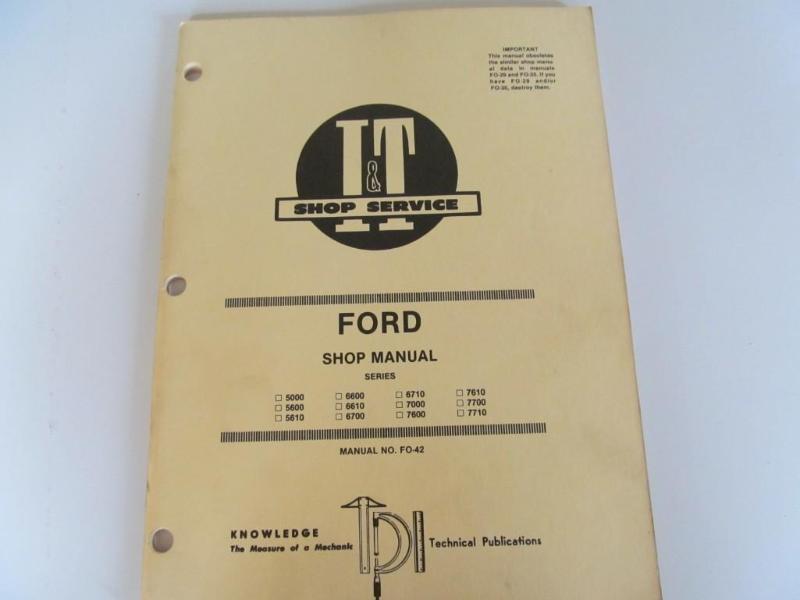 IMPORTANT
This manual obsoletes
the similar shop manu-
al data in manuals
FO-29 and FO-35. If you
have FO-29 and/or
FO-35, destroy them.
I&T
SHOP SERVICE
FORD
SHOP MANUAL
SERIES
□ 5000 □ 6600 □ 6710 □ 7610
□ 5600 □ 6610 □ 7000 □ 7700
□ 5610 □ 6700 □ 7600 □ 7710
MANUAL NO. FO-42
KNOWLEDGE
The Measure of a Mechanic
Technical Publications